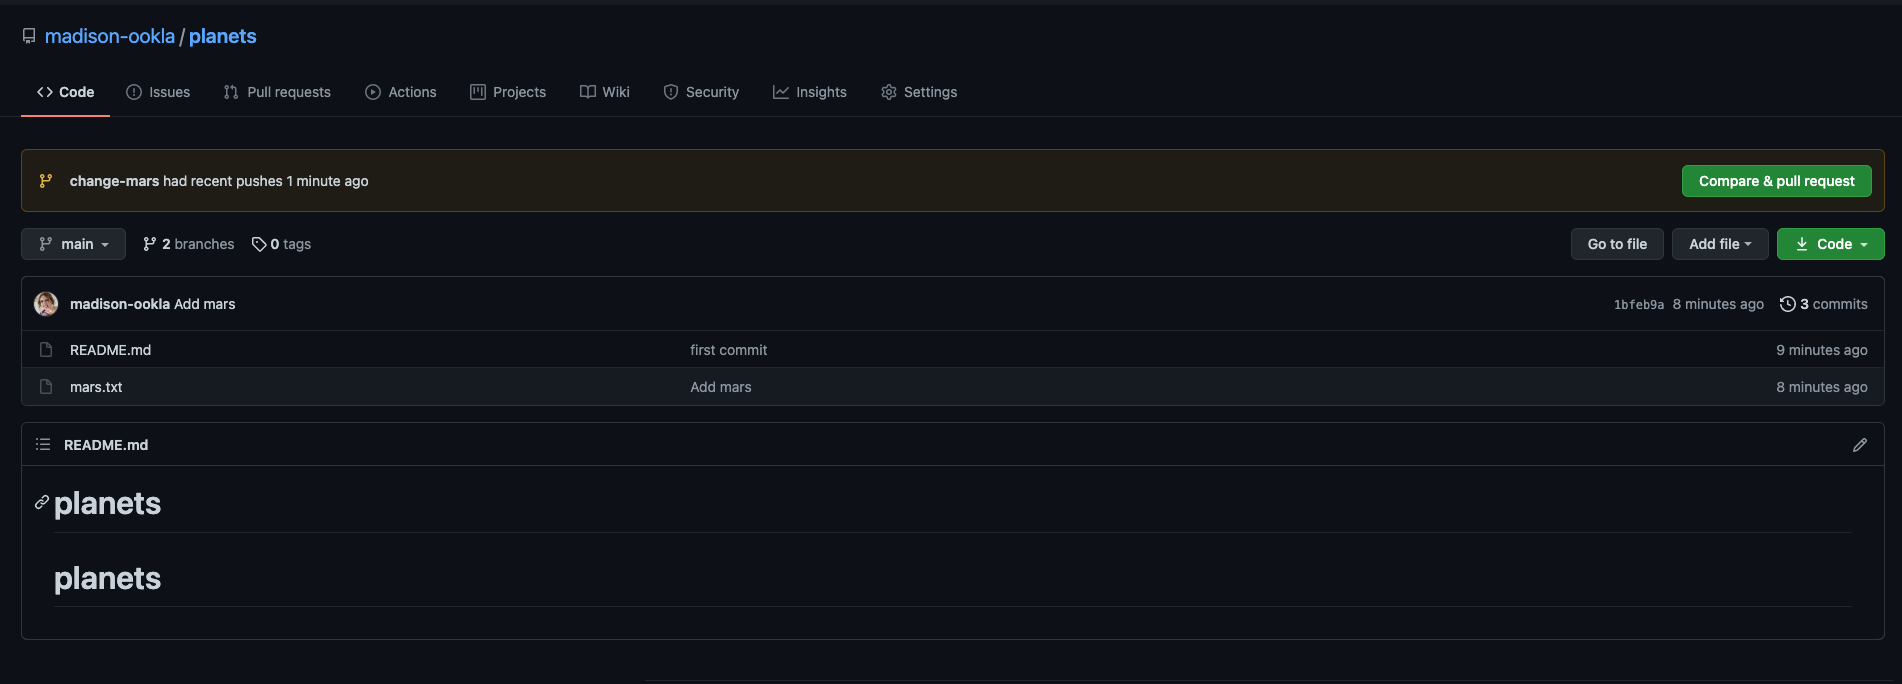 madison-ookla / planets
Code Issues Pull requests Actions Projects Wiki Security Insights Settings
change-mars had recent pushes 1 minute ago Compare & pull request
main 2 branches 0 tags Go to file Add file Code
madison-ookla Add mars 1bfeb9a 8 minutes ago 3 commits
README.md first commit 9 minutes ago
mars.txt Add mars 8 minutes ago
README.md
planets
planets